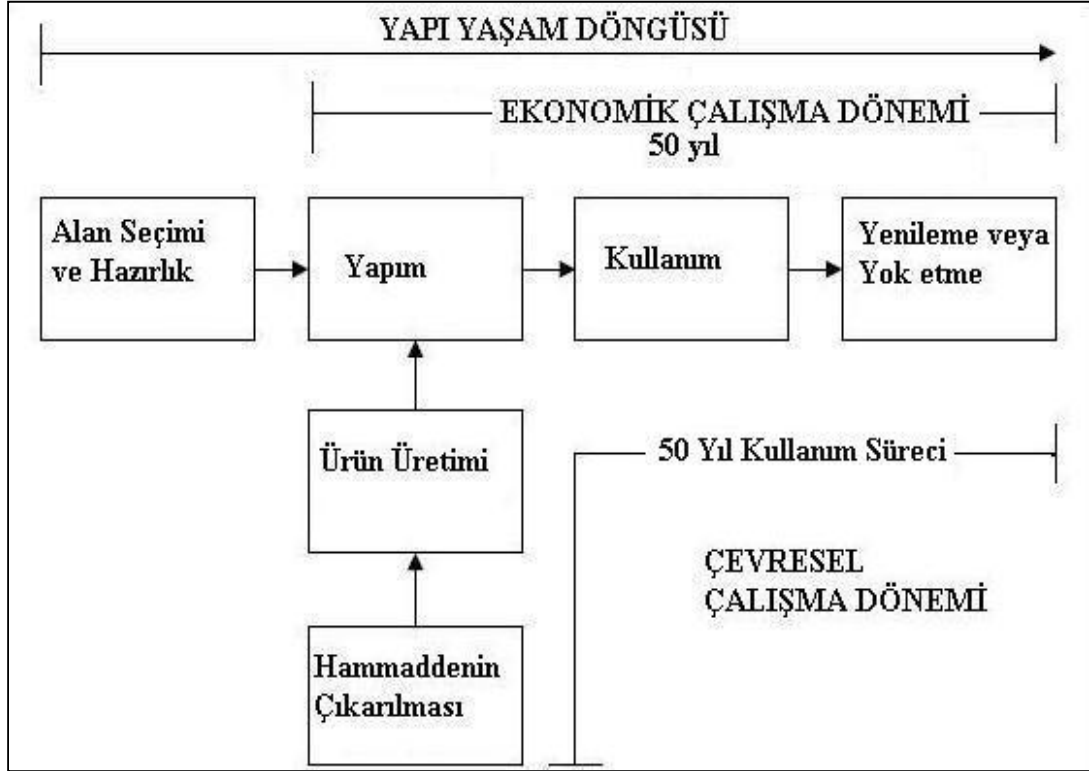 YAPI YAŞAM DÖNGÜSÜ
EKONOMİK ÇALIŞMA DÖNEMİ
50 yıl
Alan Seçimi
ve Hazırlık
Yapım
Kullanım
Yenileme veya
Yok etme
Ürün Üretimi
50 Yıl Kullanım Süreci
ÇEVRESEL
ÇALIŞMA DÖNEMİ
Hammaddenin
Çıkarılması